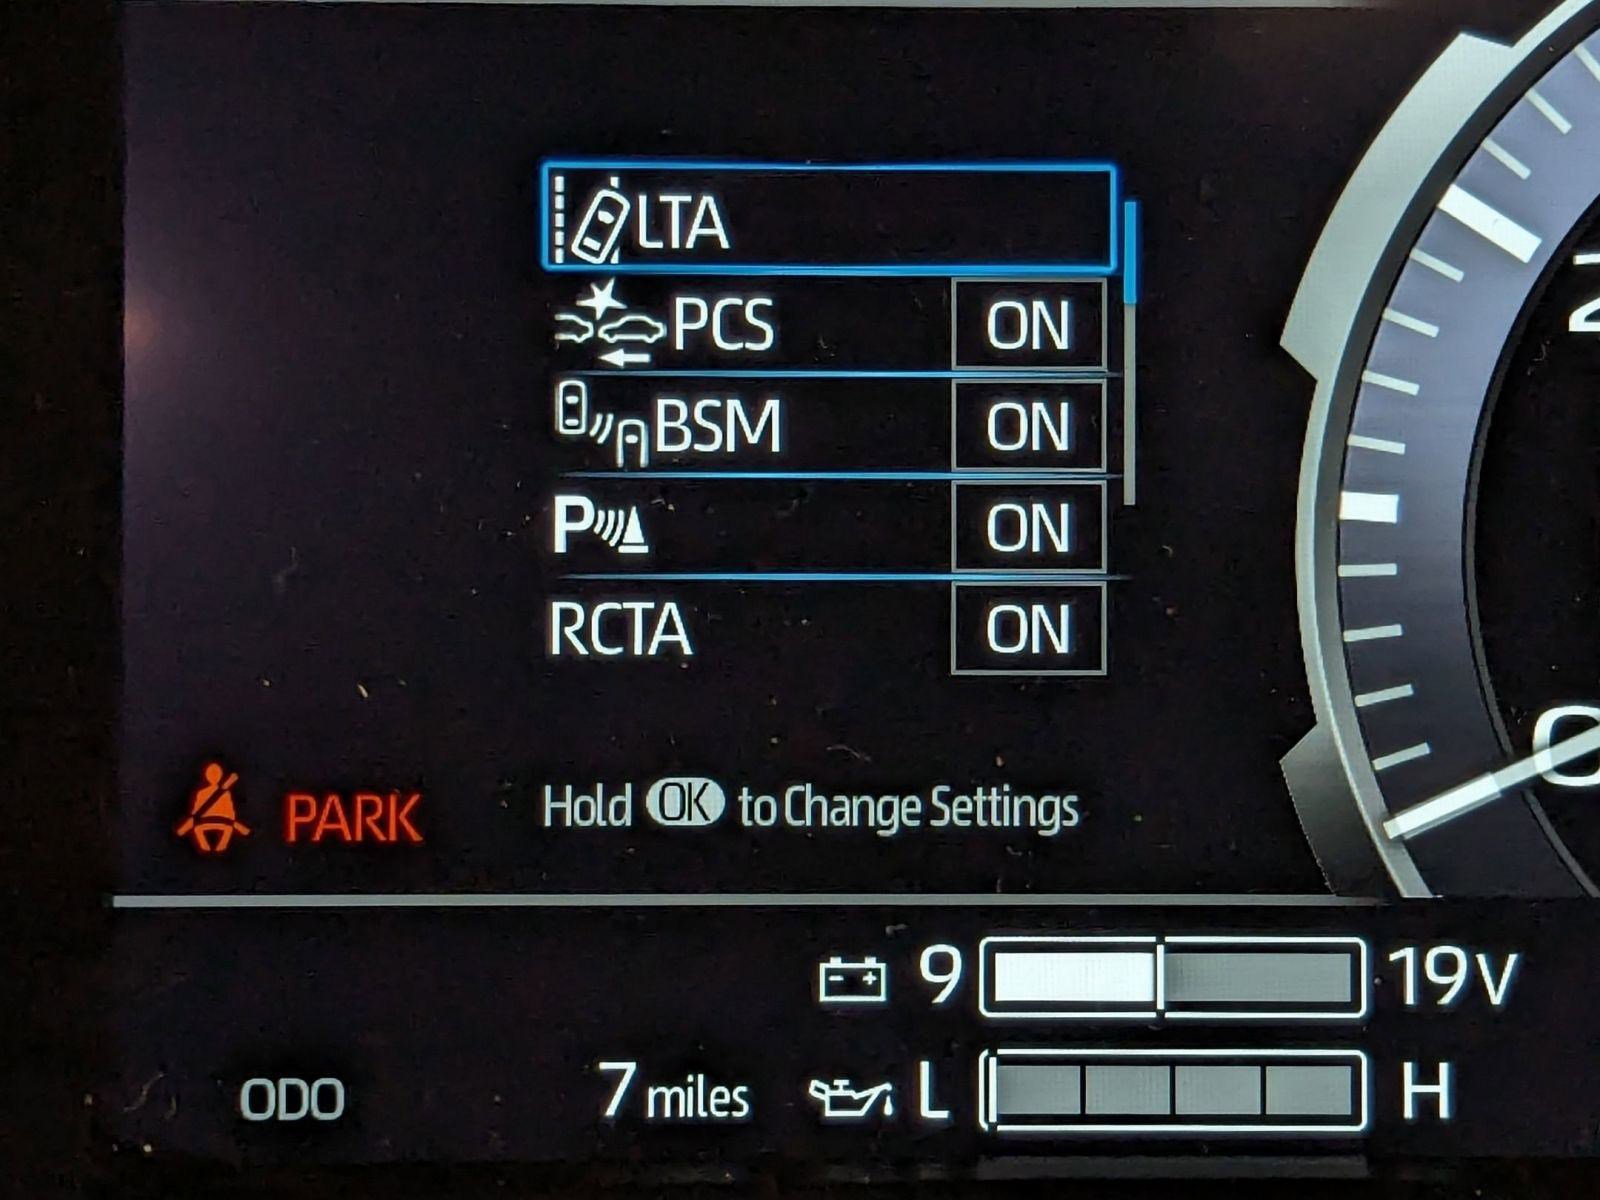 LTA
PCS ON
BSM ON
P ON
RCTA ON
PARK
Hold OK to Change Settings
9 19V
ODO 7 miles L H
0